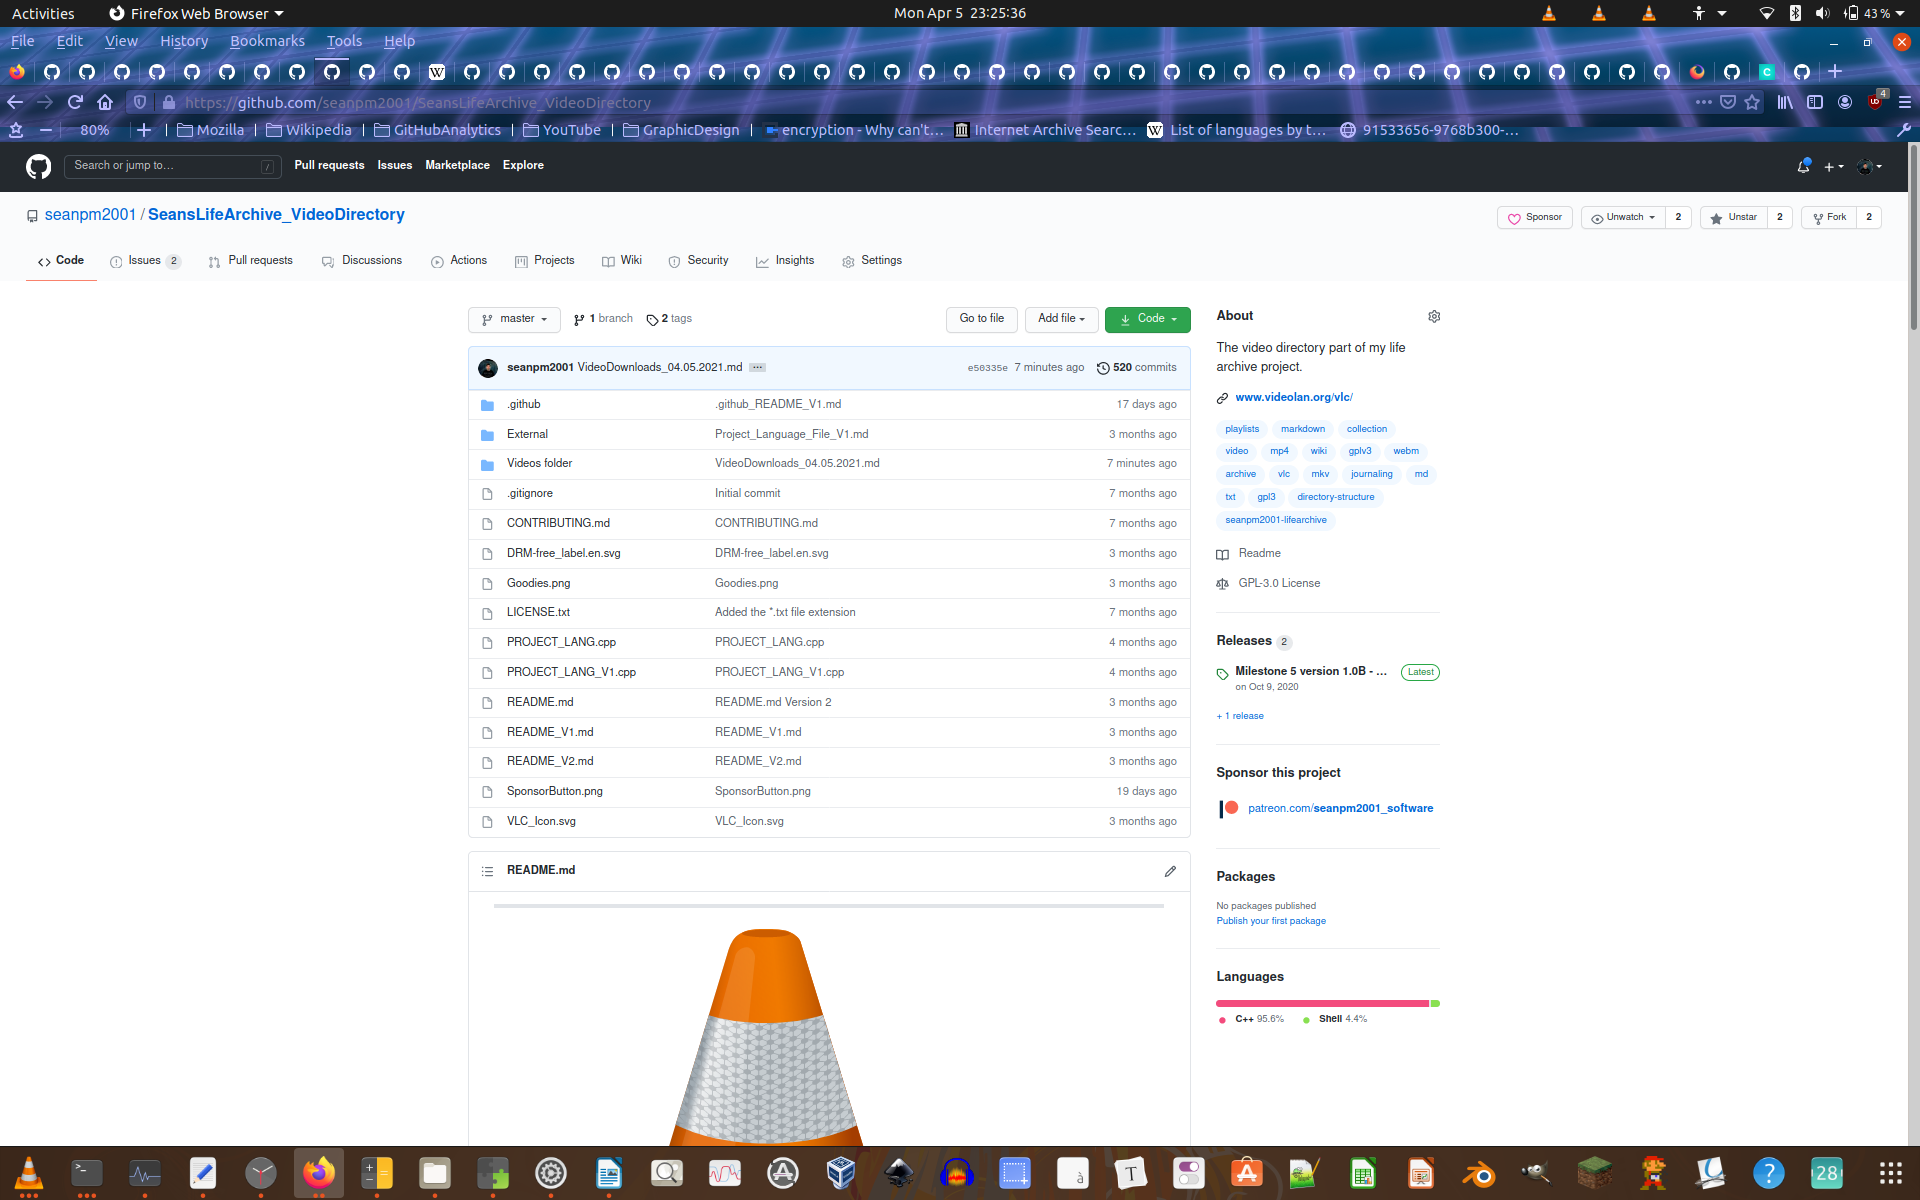 Activities Firefox Web Browser Mon Apr 5 23:25:36 43 %
File Edit View History Bookmarks Tools Help
https://github.com/seanpm2001/SeansLifeArchive_VideoDirectory 4
80% Mozilla Wikipedia GitHubAnalytics YouTube GraphicDesign encryption - Why can't... Internet Archive Searc... List of languages by t... 91533656-9768b300-...
Search or jump to... / Pull requests Issues Marketplace Explore
seanpm2001 / SeansLifeArchive_VideoDirectory Sponsor Unwatch 2 Unstar 2 Fork 2
Code Issues 2 Pull requests Discussions Actions Projects Wiki Security Insights Settings
master 1 branch 2 tags Go to file Add file Code
seanpm2001 VideoDownloads_04.05.2021.md ... e50335e 7 minutes ago 520 commits
.github .github_README_V1.md 17 days ago
External Project_Language_File_V1.md 3 months ago
Videos folder VideoDownloads_04.05.2021.md 7 minutes ago
.gitignore Initial commit 7 months ago
CONTRIBUTING.md CONTRIBUTING.md 7 months ago
DRM-free_label.en.svg DRM-free_label.en.svg 3 months ago
Goodies.png Goodies.png 3 months ago
LICENSE.txt Added the *.txt file extension 7 months ago
PROJECT_LANG.cpp PROJECT_LANG.cpp 4 months ago
PROJECT_LANG_V1.cpp PROJECT_LANG_V1.cpp 4 months ago
README.md README.md Version 2 3 months ago
README_V1.md README_V1.md 3 months ago
README_V2.md README_V2.md 3 months ago
SponsorButton.png SponsorButton.png 19 days ago
VLC_Icon.svg VLC_Icon.svg 3 months ago
README.md
About
The video directory part of my life
archive project.
www.videolan.org/vlc/
playlists markdown collection
video mp4 wiki gplv3 webm
archive vlc mkv journaling md
txt gpl3 directory-structure
seanpm2001-lifearchive
Readme
GPL-3.0 License
Releases 2
Milestone 5 version 1.0B - ... Latest
on Oct 9, 2020
+ 1 release
Sponsor this project
patreon.com/seanpm2001_software
Packages
No packages published
Publish your first package
Languages
C++ 95.6% Shell 4.4%
28